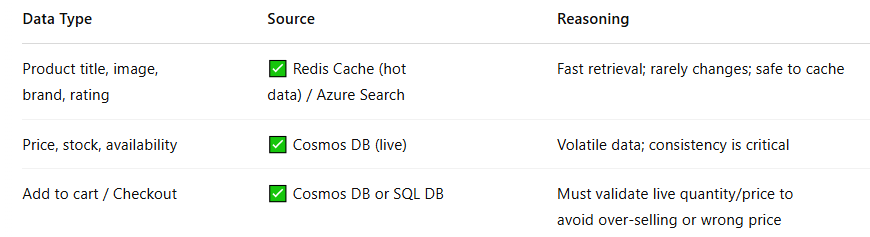 Data Type Source Reasoning
Product title, image, ✅ Redis Cache (hot Fast retrieval; rarely changes; safe to cache
brand, rating data) / Azure Search
Price, stock, availability ✅ Cosmos DB (live) Volatile data; consistency is critical
Add to cart / Checkout ✅ Cosmos DB or SQL DB Must validate live quantity/price to
avoid over-selling or wrong price